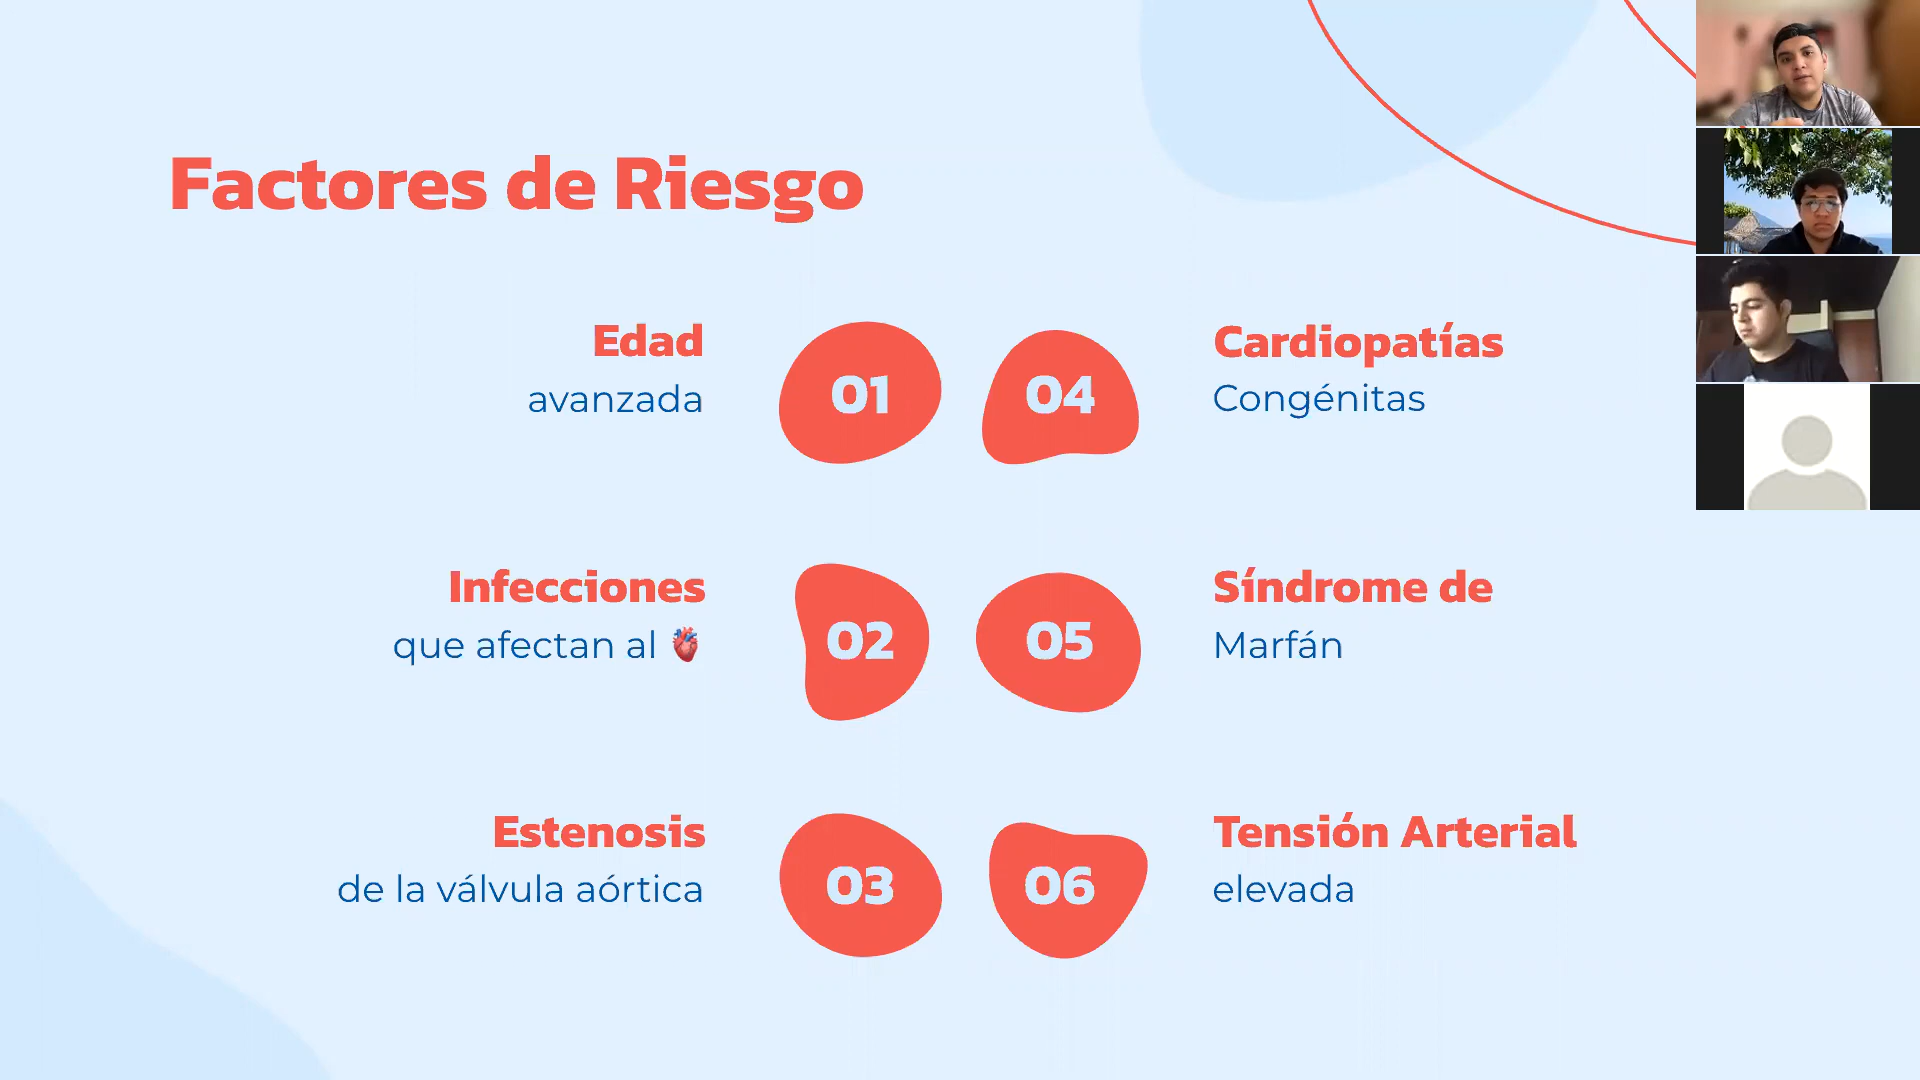 Factores de Riesgo
Edad
avanzada
01
Infecciones
que afectan al 🫀
02
Estenosis
de la válvula aórtica
03
04
Cardiopatías
Congénitas
05
Síndrome de
Marfán
06
Tensión Arterial
elevada